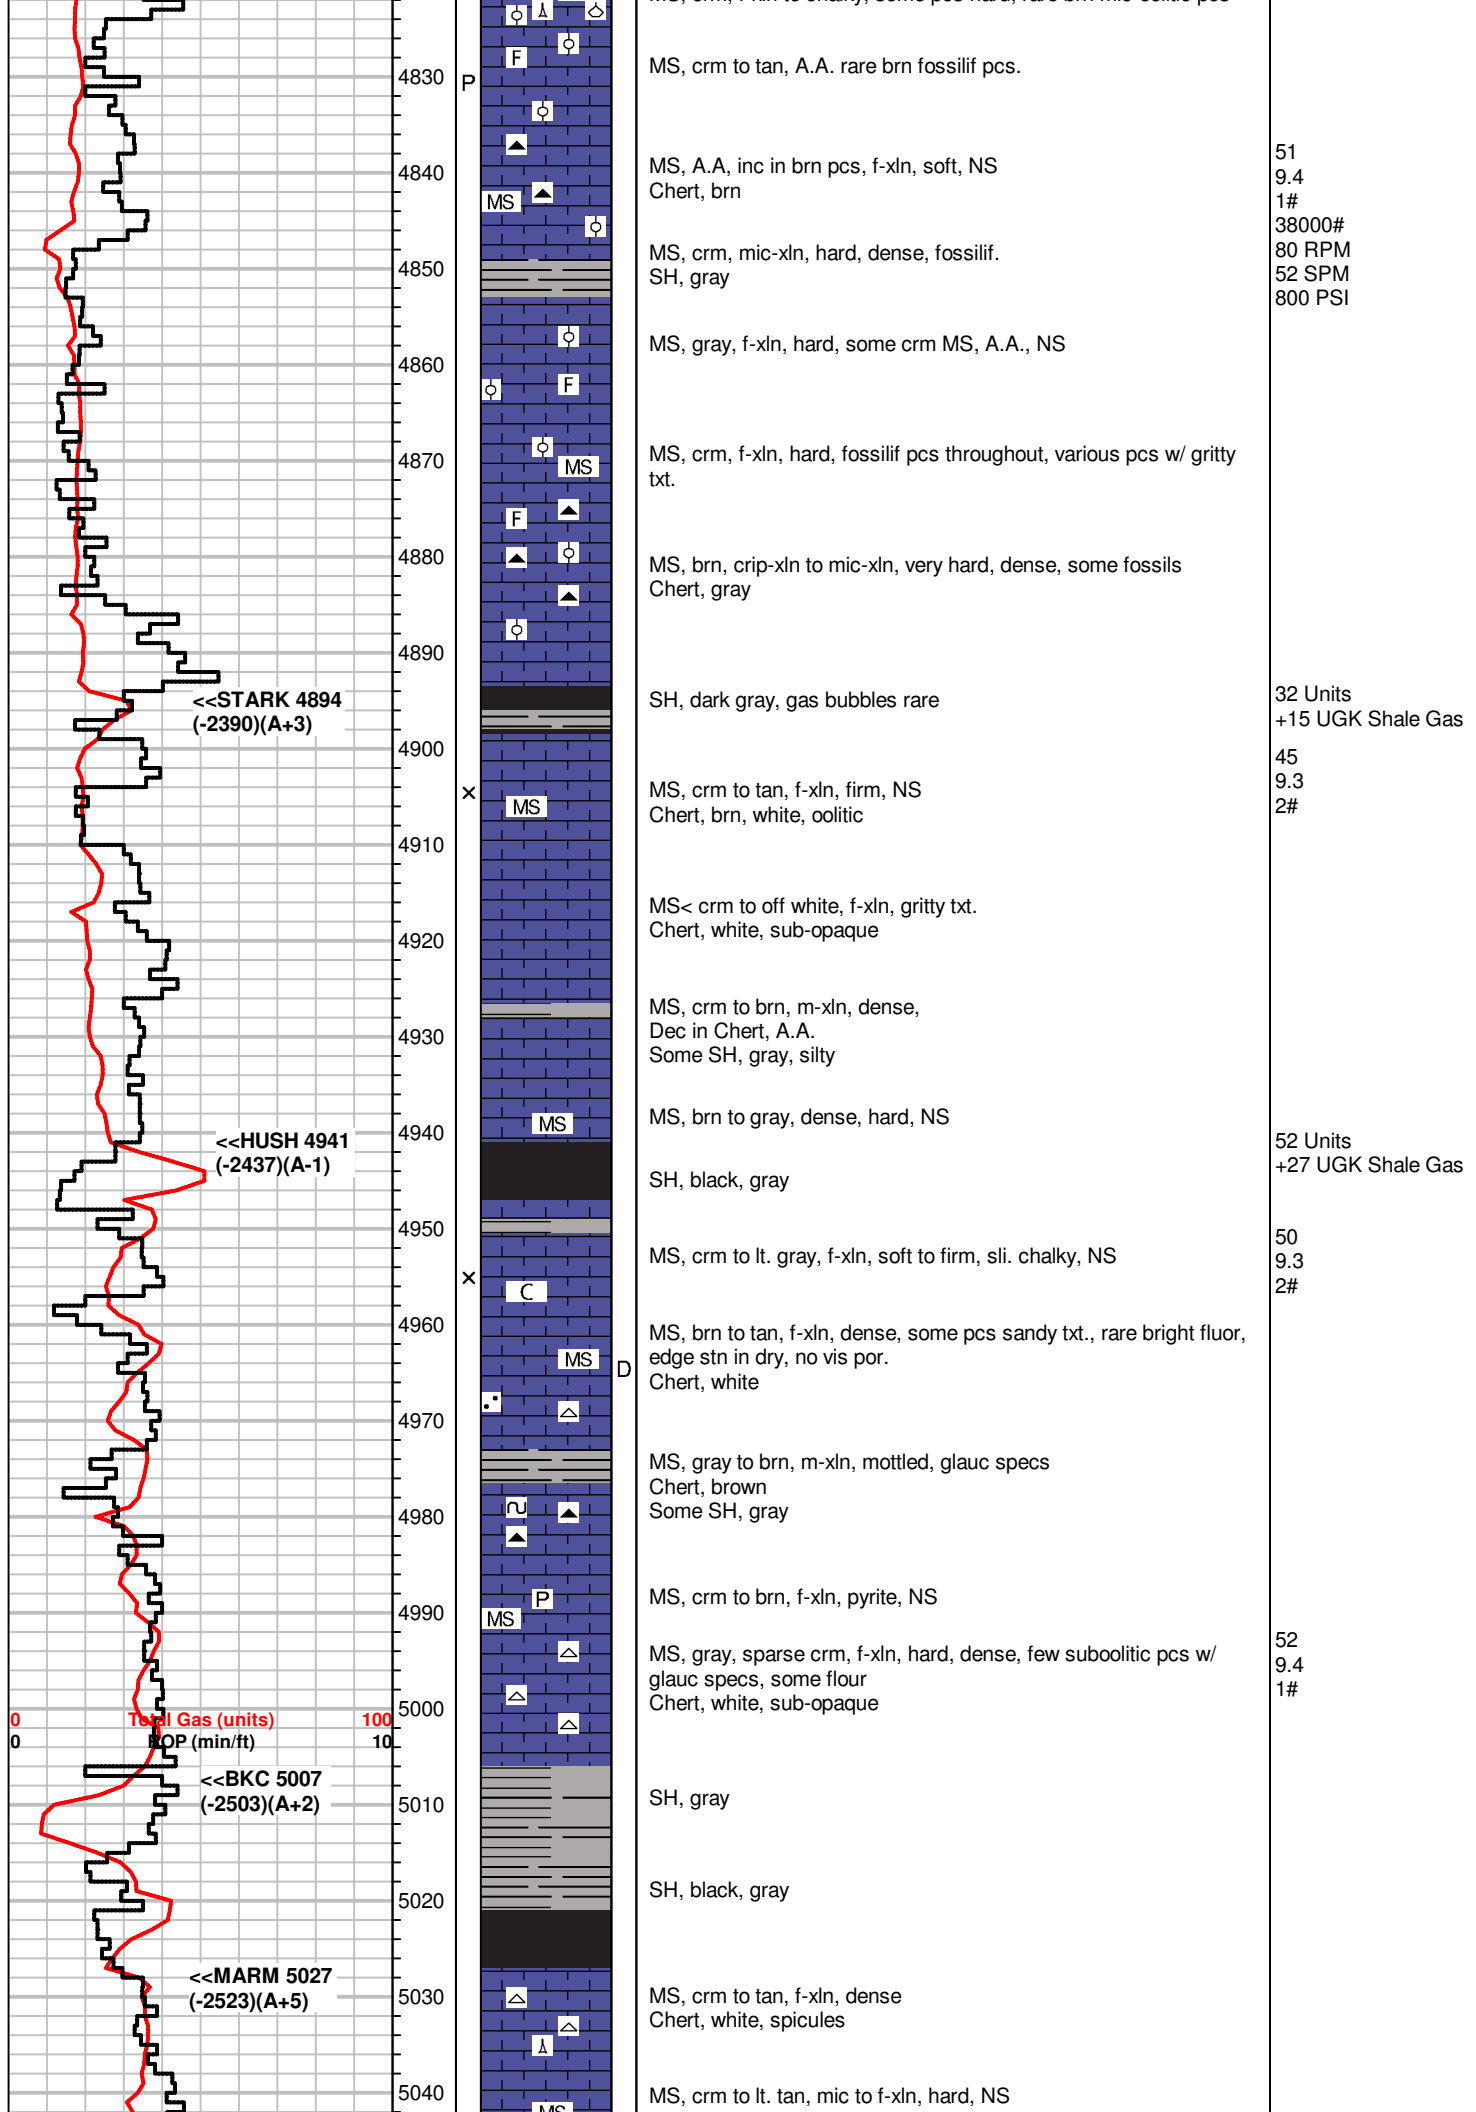 F
MS, crm to tan, A.A. rare brn fossilif pcs.
4830
P
51
MS, A.A, inc in brn pcs, f-xln, soft, NS
4840
9.4
Chert, brn
MS
1#
38000#
MS, crm, mic-xln, hard, dense, fossilif.
80 RPM
4850
SH, gray
52 SPM
800 PSI
MS, gray, f-xln, hard, some crm MS, A.A., NS
4860
F
MS, crm, f-xln, hard, fossilif pcs throughout, various pcs w/ gritty
txt.
4870
MS
F
4880
MS, brn, crip-xln to mic-xln, very hard, dense, some fossils
Chert, gray
4890
<<STARK 4894
(-2390)(A+3)
SH, dark gray, gas bubbles rare
32 Units
+15 UGK Shale Gas
4900
45
9.3
2#
×
MS, crm to tan, f-xln, firm, NS
MS
Chert, brn, white, oolitic
4910
MS< crm to off white, f-xln, gritty txt.
Chert, white, sub-opaque
4920
MS, crm to brn, m-xln, dense,
Dec in Chert, A.A.
Some SH, gray, silty
4930
MS, brn to gray, dense, hard, NS
MS
4940
<<HUSH 4941
(-2437)(A-1)
52 Units
+27 UGK Shale Gas
SH, black, gray
4950
50
9.3
2#
MS, crm to lt. gray, f-xln, soft to firm, sli. chalky, NS
×
C
4960
MS, brn to tan, f-xln, dense, some pcs sandy txt., rare bright fluor,
edge stn in dry, no vis por.
Chert, white
MS
D
4970
MS, gray to brn, m-xln, mottled, glauc specs
Chert, brown
Some SH, gray
4980
MS, crm to brn, f-xln, pyrite, NS
P
4990
MS
52
9.4
1#
MS, gray, sparse crm, f-xln, hard, dense, few suboolitic pcs w/
glauc specs, some flour
Chert, white, sub-opaque
5000
0 Total Gas (units) 100
0 ROP (min/ft) 10
<<BKC 5007
(-2503)(A+2)
SH, gray
5010
SH, black, gray
5020
<<MARM 5027
(-2523)(A+5)
5030
MS, crm to tan, f-xln, dense
Chert, white, spicules
5040
MS, crm to lt. tan, mic to f-xln, hard, NS
MS